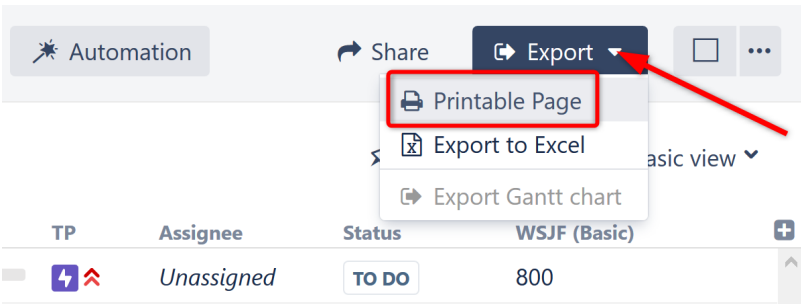 Automation
Share
Export
Printable Page
Export to Excel
asic view
Export Gantt chart
TP
Assignee
Status
WSJF (Basic)
Unassigned
TO DO
800